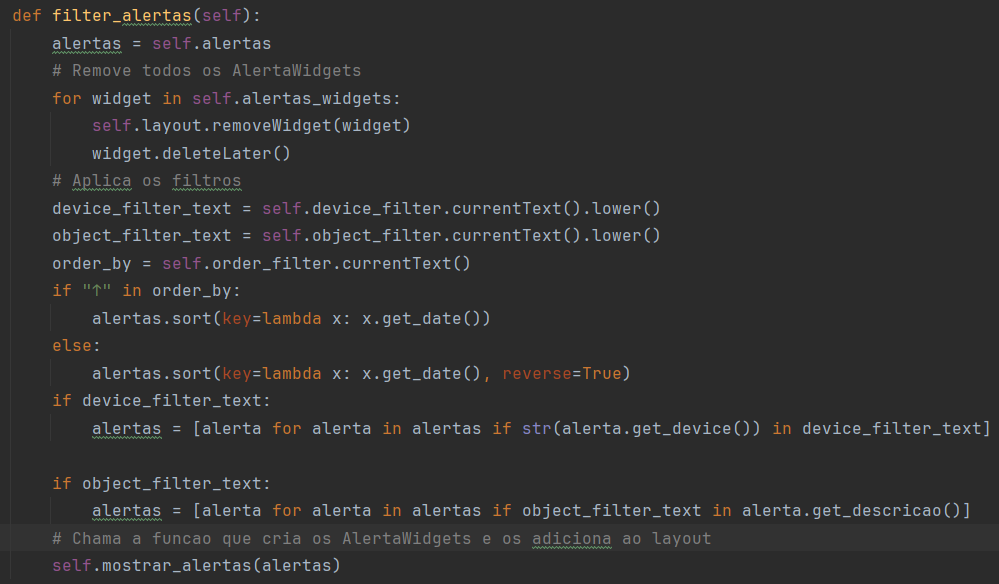 def filter_alertas(self):
    alertas = self.alertas
    # Remove todos os AlertaWidgets
    for widget in self.alertas_widgets:
        self.layout.removeWidget(widget)
        widget.deleteLater()
    # Aplica os filtros
    device_filter_text = self.device_filter.currentText().lower()
    object_filter_text = self.object_filter.currentText().lower()
    order_by = self.order_filter.currentText()
    if "↑" in order_by:
        alertas.sort(key=lambda x: x.get_date())
    else:
        alertas.sort(key=lambda x: x.get_date(), reverse=True)
    if device_filter_text:
        alertas = [alerta for alerta in alertas if str(alerta.get_device()) in device_filter_text]
    if object_filter_text:
        alertas = [alerta for alerta in alertas if object_filter_text in alerta.get_descricao()]
    # Chama a funcao que cria os AlertaWidgets e os adiciona ao layout
    self.mostrar_alertas(alertas)